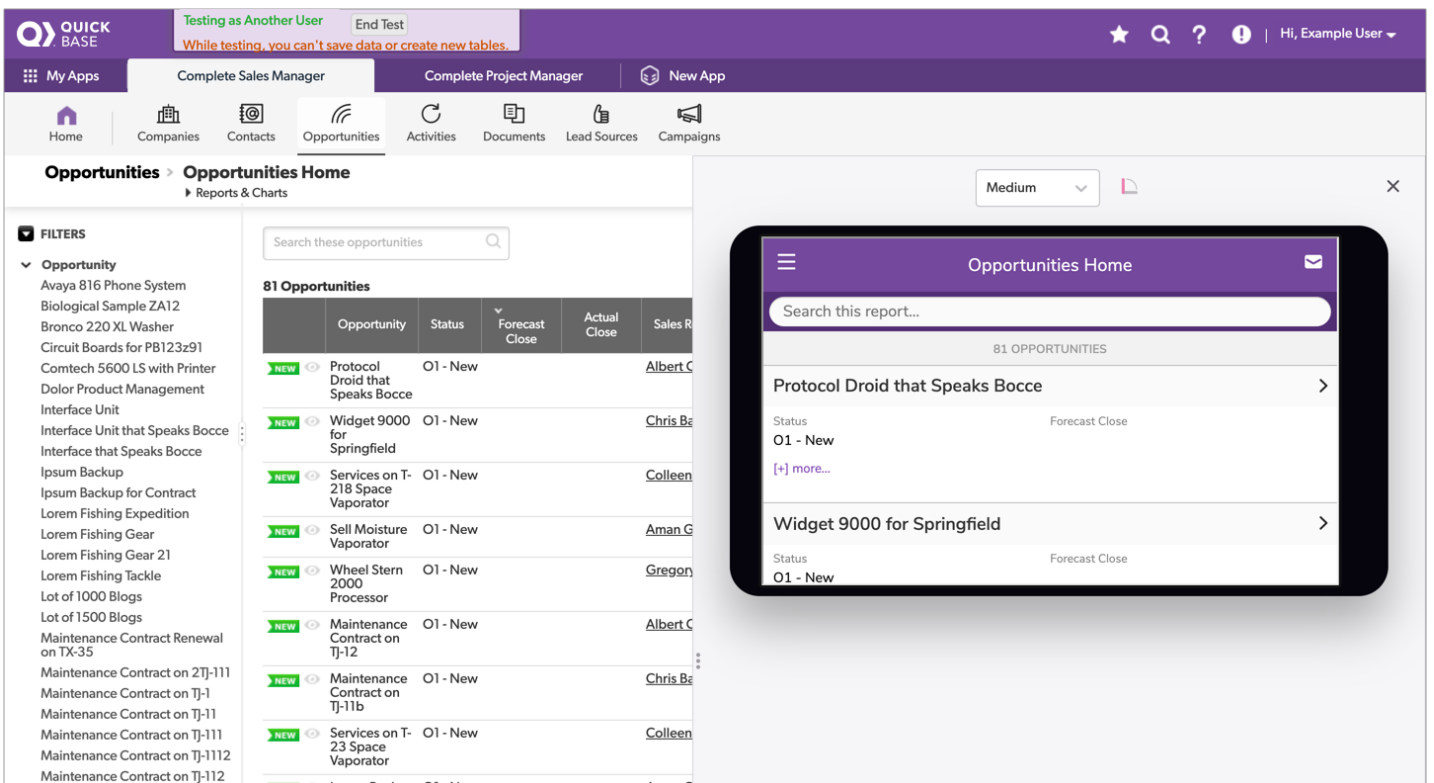 QUICK
BASE
Testing as Another User
End Test
While testing, you can't save data or create new tables.
Hi, Example User
My Apps
Complete Sales Manager
Complete Project Manager
New App
Home
Companies
Contacts
Opportunities
Activities
Documents
Lead Sources
Campaigns
Opportunities > Opportunities Home
Reports & Charts
FILTERS
Opportunity
Avaya 816 Phone System
Biological Sample ZA12
Bronco 220 XL Washer
Circuit Boards for PB123z91
Comtech 5600 LS with Printer
Dolor Product Management
Interface Unit
Interface Unit that Speaks Bocce
Interface that Speaks Bocce
Ipsum Backup
Ipsum Backup for Contract
Lorem Fishing Expedition
Lorem Fishing Gear
Lorem Fishing Gear 21
Lorem Fishing Tackle
Lot of 1000 Blogs
Lot of 1500 Blogs
Maintenance Contract Renewal
on TX-35
Maintenance Contract on 2TJ-111
Maintenance Contract on TJ-1
Maintenance Contract on TJ-11
Maintenance Contract on TJ-111
Maintenance Contract on TJ-1112
Maintenance Contract on TJ-112
Search these opportunities
81 Opportunities
Opportunity
Status
Forecast
Close
Actual
Close
Sales R
NEW
Protocol
Droid that
Speaks Bocce
O1 - New
Albert C
NEW
Widget 9000
for
Springfield
O1 - New
Chris Ba
NEW
Services on T-
218 Space
Vaporator
O1 - New
Colleen
NEW
Sell Moisture
Vaporator
O1 - New
Aman G
NEW
Wheel Stern
2000
Processor
O1 - New
Gregory
NEW
Maintenance
Contract on
TJ-12
O1 - New
Albert C
NEW
Maintenance
Contract on
TJ-11b
O1 - New
Chris Ba
NEW
Services on T-
23 Space
Vaporator
O1 - New
Colleen
Medium
Opportunities Home
Search this report...
81 OPPORTUNITIES
Protocol Droid that Speaks Bocce
Status
Forecast Close
O1 - New
[+] more...
Widget 9000 for Springfield
Status
Forecast Close
O1 - New